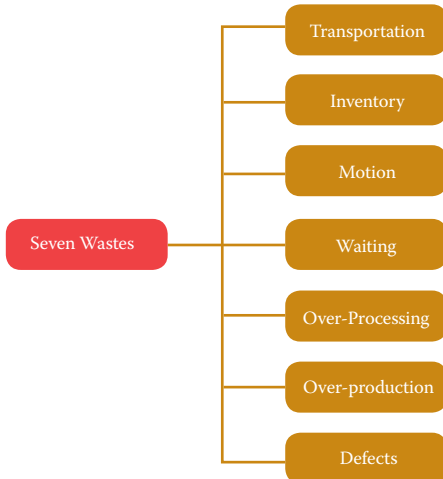 Transportation
Inventory
Motion
Seven Wastes
Waiting
Over-Processing
Over-production
Defects